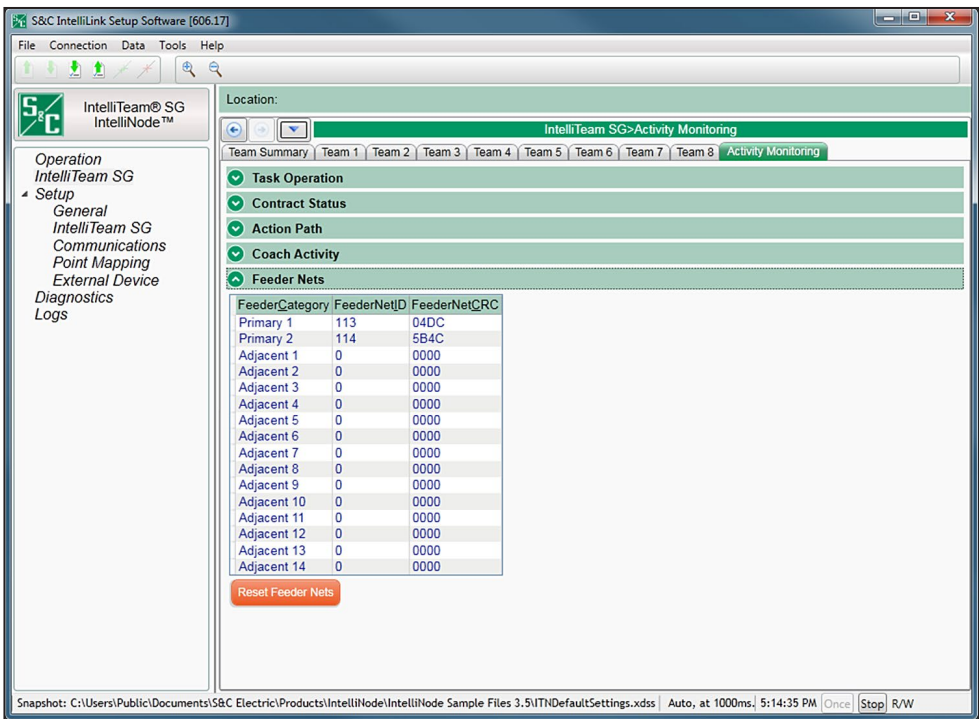 S&C IntelliLink Setup Software [606.17]
File Connection Data Tools Help
S&C IntelliTeam® SG
IntelliNode™
Location:
IntelliTeam SG>Activity Monitoring
Team Summary Team 1 Team 2 Team 3 Team 4 Team 5 Team 6 Team 7 Team 8 Activity Monitoring
Operation
IntelliTeam SG
Setup
General
IntelliTeam SG
Communications
Point Mapping
External Device
Diagnostics
Logs
Task Operation
Contract Status
Action Path
Coach Activity
Feeder Nets
FeederCategory FeederNetID FeederNetCRC
Primary 1 113 04DC
Primary 2 114 5B4C
Adjacent 1 0 0000
Adjacent 2 0 0000
Adjacent 3 0 0000
Adjacent 4 0 0000
Adjacent 5 0 0000
Adjacent 6 0 0000
Adjacent 7 0 0000
Adjacent 8 0 0000
Adjacent 9 0 0000
Adjacent 10 0 0000
Adjacent 11 0 0000
Adjacent 12 0 0000
Adjacent 13 0 0000
Adjacent 14 0 0000
Reset Feeder Nets
Snapshot: C:\Users\Public\Documents\S&C Electric\Products\IntelliNode\IntelliNode Sample Files 3.5\ITNDefaultSettings.xdss Auto, at 1000ms. 5:14:35 PM Once Stop R/W